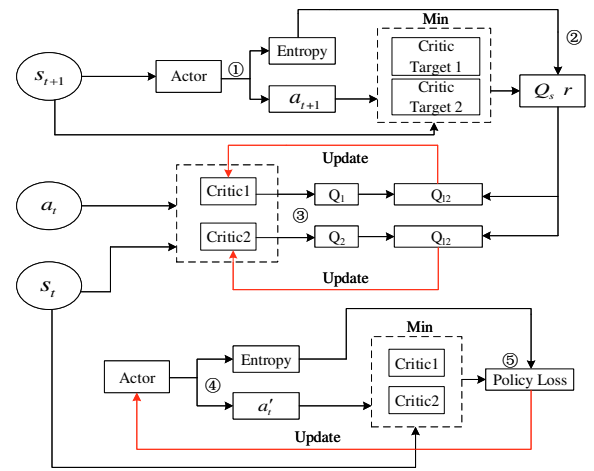 Min
②
s_{t+1}
Actor
①
Entropy
a_{t+1}
Critic
Target 1
Critic
Target 2
Q_s r
Update
a_t
Critic1
Q_1
Q_{12}
③
Critic2
Q_2
Q_{12}
s_t
Update
Min
Actor
④
Entropy
a'_t
Critic1
Critic2
⑤
Policy Loss
Update